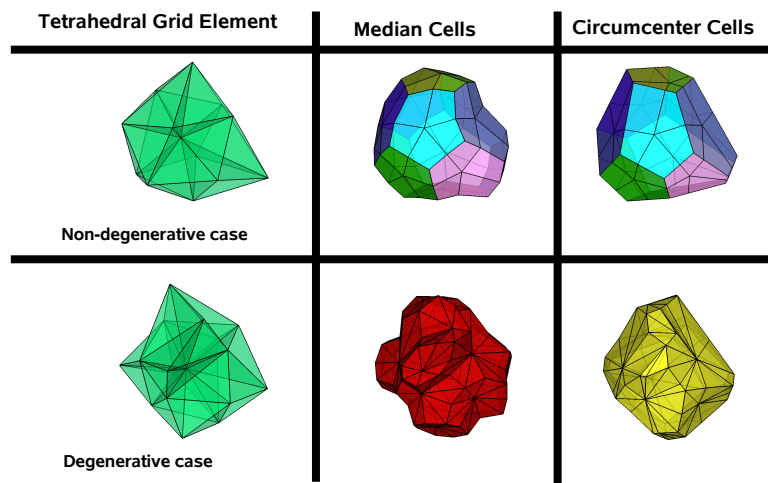 Tetrahedral Grid Element
Median Cells
Circumcenter Cells
Non-degenerative case
Degenerative case